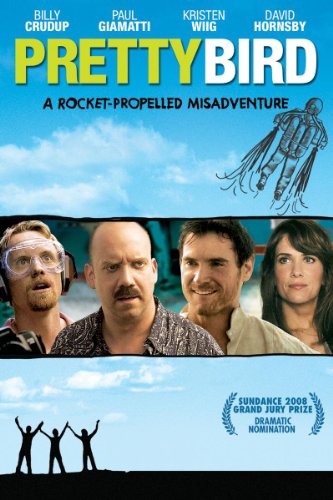 BILLY CRUDUP PAUL GIAMATTI KRISTEN WIIG DAVID HORNSBY
PRETTYBIRD
A ROCKET-PROPELLED MISADVENTURE
SUNDANCE 2008
GRAND JURY PRIZE
DRAMATIC
NOMINATION